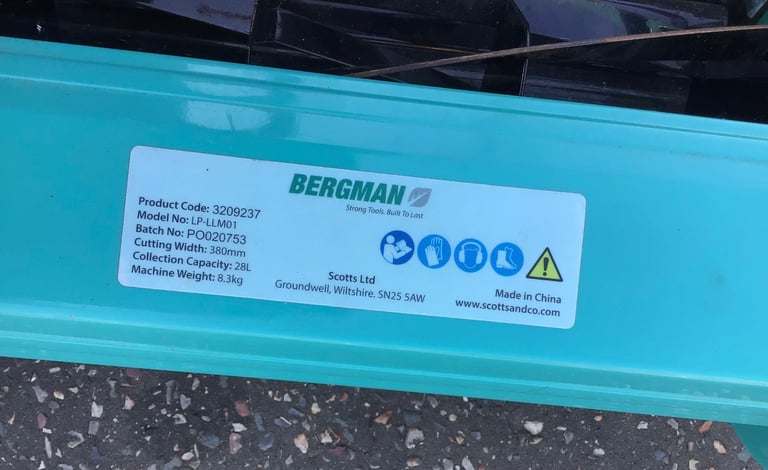 BERGMAN
Strong Tools. Built To Last
Product Code: 3209237
Model No: LP-LLM01
Batch No: PO020753
Cutting Width: 380mm
Collection Capacity: 28L
Machine Weight: 8.3kg
Scotts Ltd
Groundwell, Wiltshire. SN25 5AW
Made in China
www.scottsandco.com